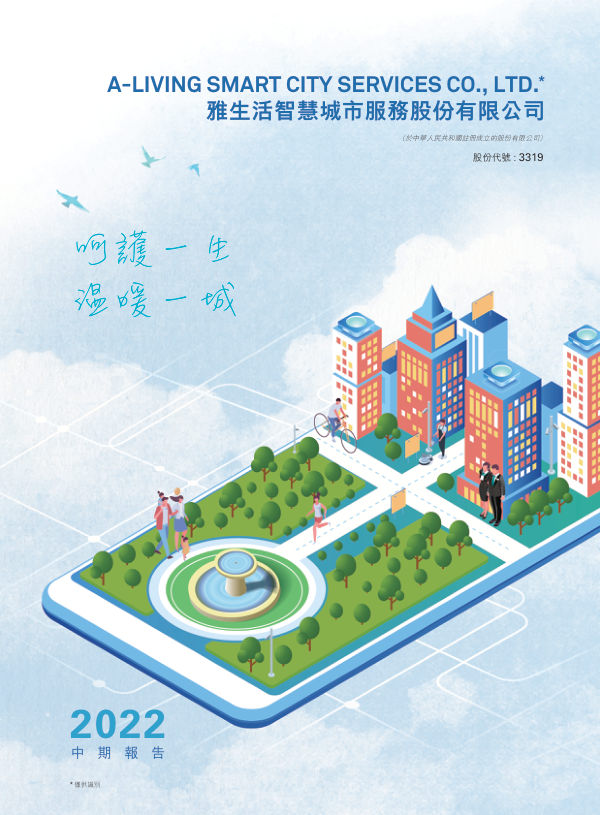 A-LIVING SMART CITY SERVICES CO., LTD.*
雅生活智慧城市服務股份有限公司
（於中華人民共和國註冊成立的股份有限公司）
股份代號 : 3319
呵護一生
溫暖一城
2022
中期報告
* 僅供識別